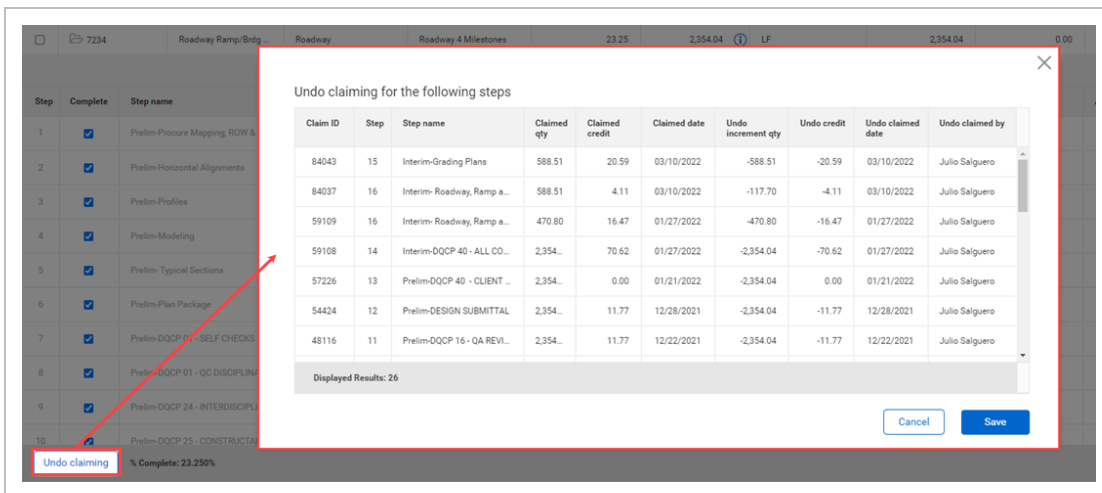 7234 Roadway Ramp/Brdg ... Roadway Roadway 4 Milestones 23.25 2,354.04 LF 2,354.04 0.00
Undo claiming for the following steps
Step Complete Step name
Claim ID Step Step name Claimed qty Claimed credit Claimed date Undo increment qty Undo credit Undo claimed date Undo claimed by
84043 15 Interim-Grading Plans 588.51 20.59 03/10/2022 -588.51 -20.59 03/10/2022 Julio Salguero
84037 16 Interim- Roadway, Ramp a... 588.51 4.11 03/10/2022 -117.70 -4.11 03/10/2022 Julio Salguero
59109 16 Interim- Roadway, Ramp a... 470.80 16.47 01/27/2022 -470.80 -16.47 01/27/2022 Julio Salguero
59108 14 Interim-DQCP 40 - ALL CO... 2,354... 70.62 01/27/2022 -2,354.04 -70.62 01/27/2022 Julio Salguero
57226 13 Prelim-DQCP 40 - CLIENT ... 2,354... 0.00 01/21/2022 -2,354.04 0.00 01/21/2022 Julio Salguero
54424 12 Prelim-DESIGN SUBMITTAL 2,354... 11.77 12/28/2021 -2,354.04 -11.77 12/28/2021 Julio Salguero
48116 11 Prelim-DQCP 16 - QA REVI... 2,354... 11.77 12/22/2021 -2,354.04 -11.77 12/22/2021 Julio Salguero
Displayed Results: 26
Cancel Save
1 Prelim-Procure Mapping, ROW &
2 Prelim-Horizontal Alignments
3 Prelim-Profiles
4 Prelim-Modeling
5 Prelim- Typical Sections
6 Prelim-Plan Package
7 Prelim-DQCP 01 - SELF CHECKS
8 Prelim-DQCP 01 - QC DISCIPLIN
9 Prelim-DQCP 24 - INTERDISCIPL
10 Prelim-DQCP 25 - CONSTRUCTA
Undo claiming % Complete: 23.250%